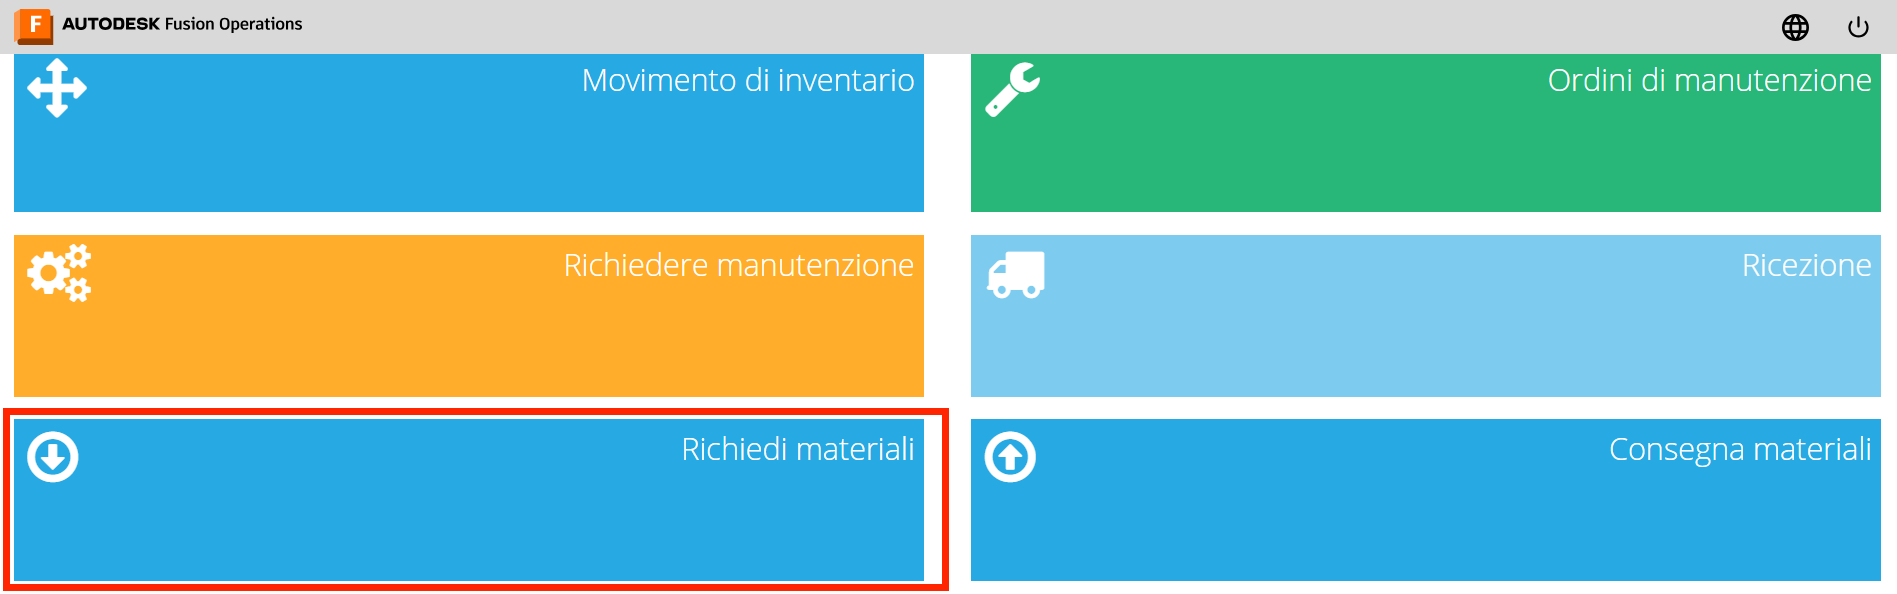 F AUTODESK Fusion Operations
Movimento di inventario
Ordini di manutenzione
Richiedere manutenzione
Ricezione
Richiedi materiali
Consegna materiali